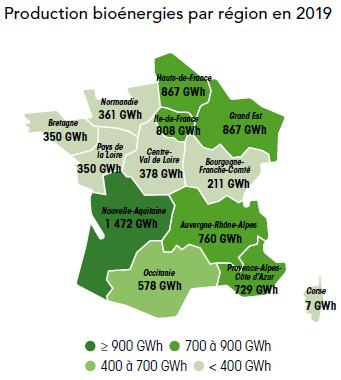 Production bioénergies par région en 2019
Hauts-de-France
867 GWh
Normandie
361 GWh
Île-de-France
808 GWh
Grand Est
867 GWh
Bretagne
350 GWh
Pays de
la Loire
350 GWh
Centre-
Val de Loire
378 GWh
Bourgogne-
Franche-Comté
211 GWh
Nouvelle-Aquitaine
1 472 GWh
Auvergne-Rhône-Alpes
760 GWh
Occitanie
578 GWh
Provence-Alpes-
Côte d'Azur
729 GWh
Corse
7 GWh
≥ 900 GWh 700 à 900 GWh
400 à 700 GWh < 400 GWh